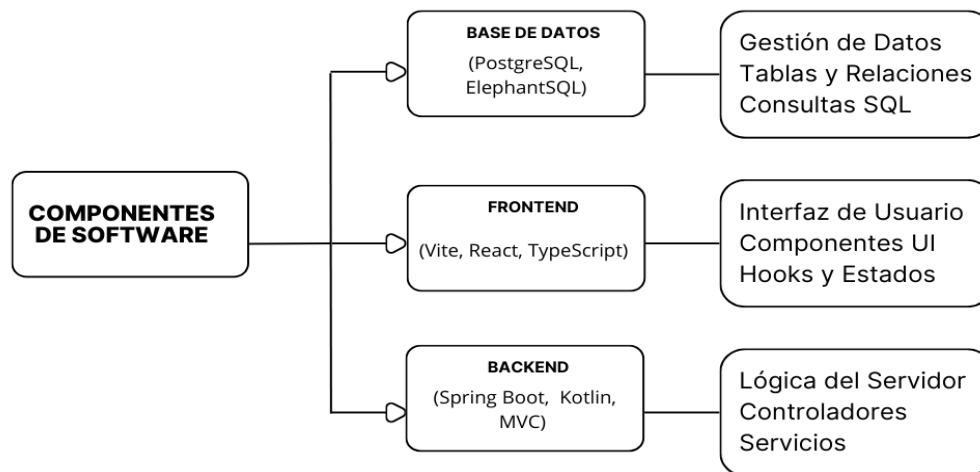 COMPONENTES
DE SOFTWARE
BASE DE DATOS
(PostgreSQL,
ElephantSQL)
Gestión de Datos
Tablas y Relaciones
Consultas SQL
FRONTEND
(Vite, React, TypeScript)
Interfaz de Usuario
Componentes UI
Hooks y Estados
BACKEND
(Spring Boot, Kotlin,
MVC)
Lógica del Servidor
Controladores
Servicios